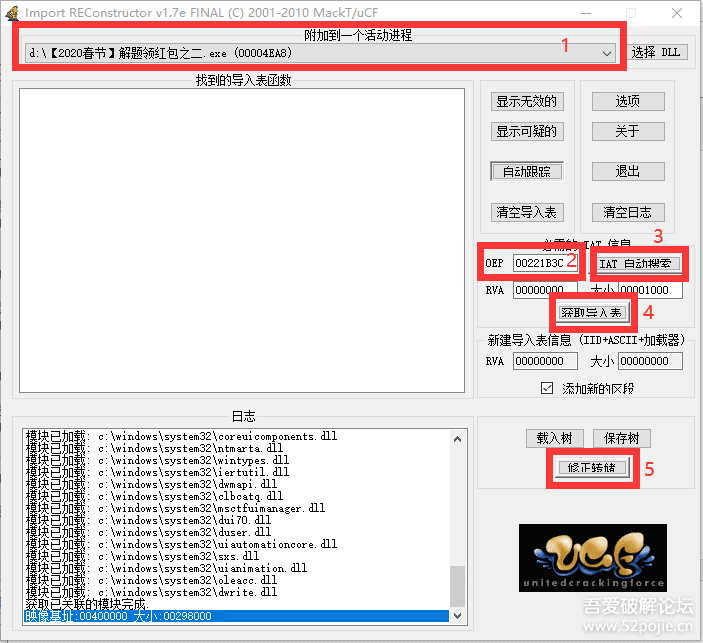 Import REConstructor v1.7e FINAL (C) 2001-2010 MackT/uCF
附加到一个活动进程
d:\【2020春节】解题领红包之二.exe (00004EA8)
1
选择 DLL
找到的导入表函数
显示无效的
选项
显示可疑的
关于
自动跟踪
退出
清空导入表
清空日志
必需的 IAT 信息
3
OEP
00221B3C
2
IAT 自动搜索
RVA
00000000
大小
00001000
获取导入表
4
新建导入表信息 (IID+ASCII+加载器)
RVA
00000000
大小
00000000
添加新的区段
日志
模块已加载: c:\windows\system32\coreuicomponents.dll
模块已加载: c:\windows\system32\ntmarta.dll
模块已加载: c:\windows\system32\wintypes.dll
模块已加载: c:\windows\system32\iertutil.dll
模块已加载: c:\windows\system32\dwmapi.dll
模块已加载: c:\windows\system32\clbcatq.dll
模块已加载: c:\windows\system32\msctfuimanager.dll
模块已加载: c:\windows\system32\dui70.dll
模块已加载: c:\windows\system32\duser.dll
模块已加载: c:\windows\system32\uiautomationcore.dll
模块已加载: c:\windows\system32\sxs.dll
模块已加载: c:\windows\system32\uianimation.dll
模块已加载: c:\windows\system32\oleacc.dll
模块已加载: c:\windows\system32\dwrite.dll
获取已关联的模块完成.
映像基址:00400000 大小:00298000
载入树
保存树
修正转储
5
UCF
unitedcrackingforce
吾爱破解论坛
www.52pojie.cn